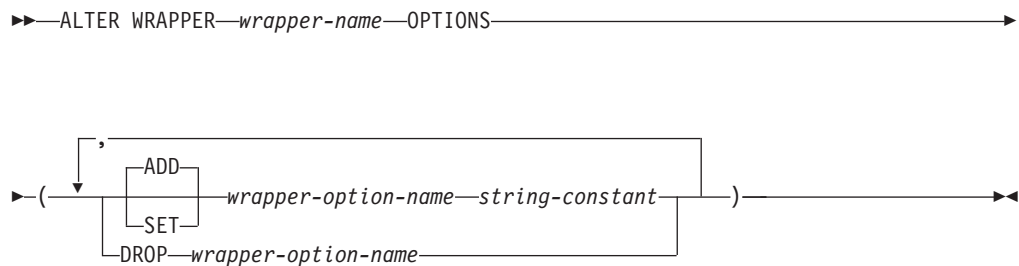 ALTER WRAPPER wrapper-name OPTIONS
,
( ADD wrapper-option-name string-constant )
SET
DROP wrapper-option-name